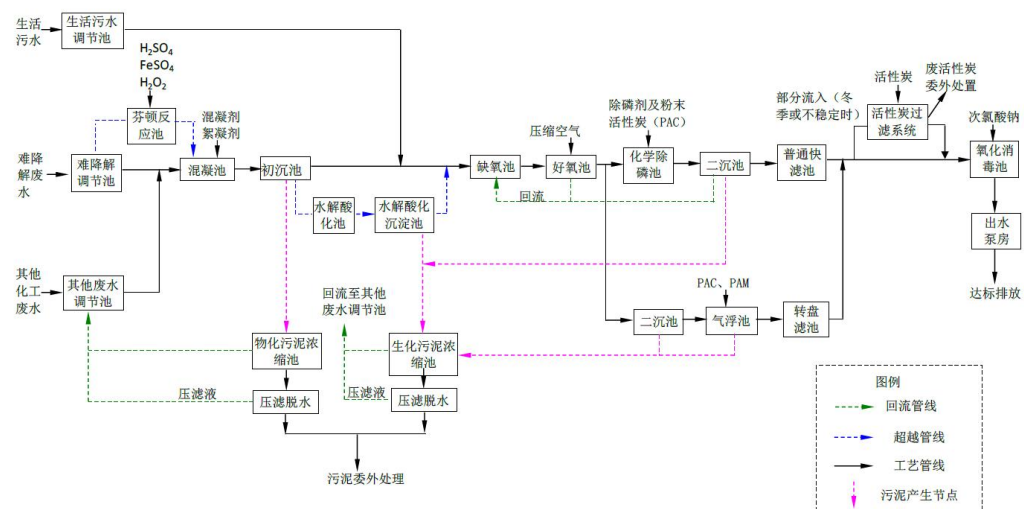 生活
污水
生活污水
调节池
H₂SO₄
FeSO₄
H₂O₂
芬顿反
应池
混凝剂
絮凝剂
难降
解废
水
难降解
调节池
混凝池
初沉池
水解酸
化池
水解酸化
沉淀池
其他
化工
废水
其他废水
调节池
缺氧池
压缩空气
好氧池
回流
除磷剂及粉末
活性炭（PAC）
化学除
磷池
二沉池
普通快
滤池
部分流入（冬
季或不稳定时）
活性炭
活性炭过
滤系统
废活性炭
委外处置
次氯酸钠
氧化消
毒池
出水
泵房
达标排放
PAC、PAM
二沉池
气浮池
转盘
滤池
回流至其他
废水调节池
物化污泥浓
缩池
生化污泥浓
缩池
压滤液
压滤脱水
压滤液
压滤脱水
污泥委外处理
图例
回流管线
超越管线
工艺管线
污泥产生节点